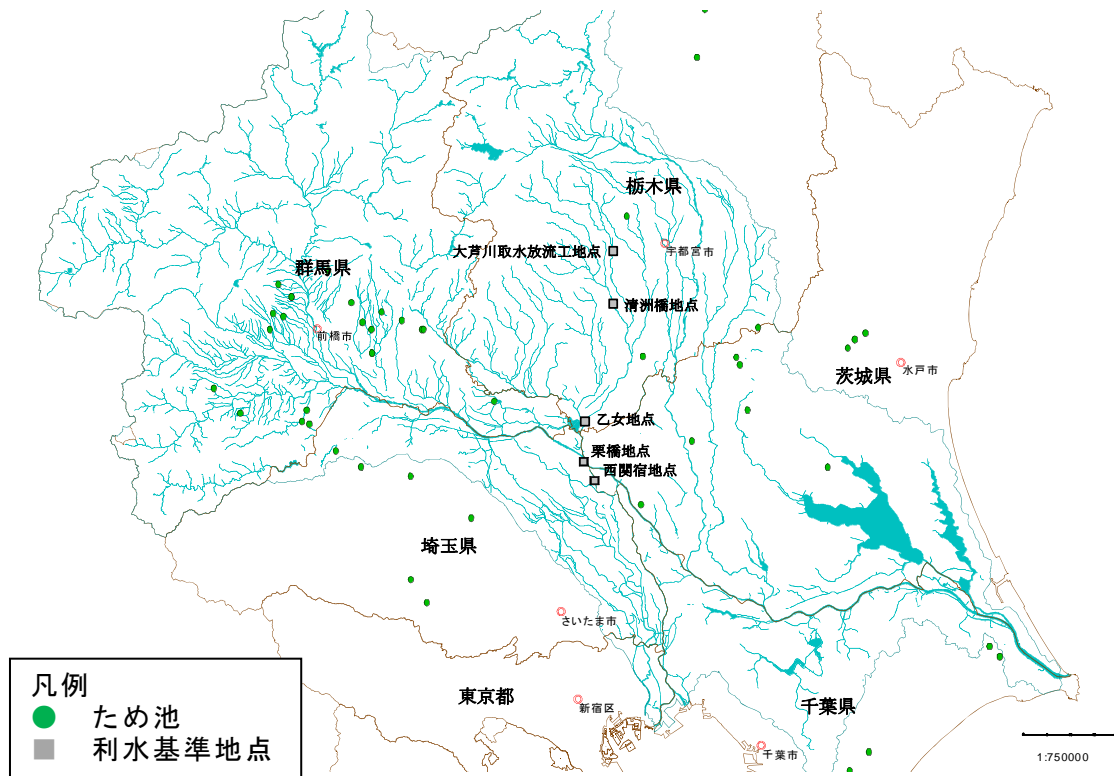 栃木県
大芦川取水放流工地点
宇都宮市
群馬県
清洲橋地点
前橋市
水戸市
茨城県
乙女地点
栗橋地点
西関宿地点
埼玉県
さいたま市
東京都
新宿区
千葉県
千葉市
凡例
ため池
利水基準地点
1:750000